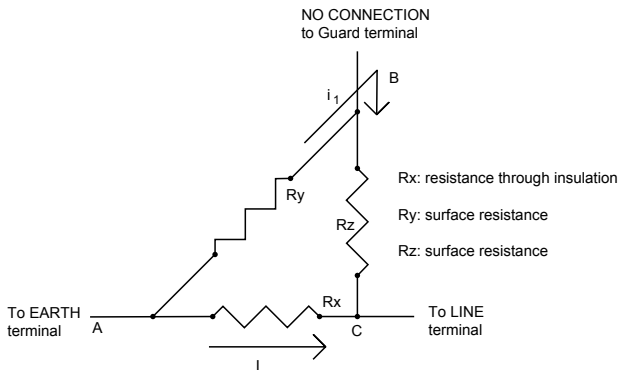 NO CONNECTION
to Guard terminal
B
i1
Rx: resistance through insulation
Ry
Ry: surface resistance
Rz
Rz: surface resistance
To EARTH
terminal
A
Rx
C
To LINE
terminal
I